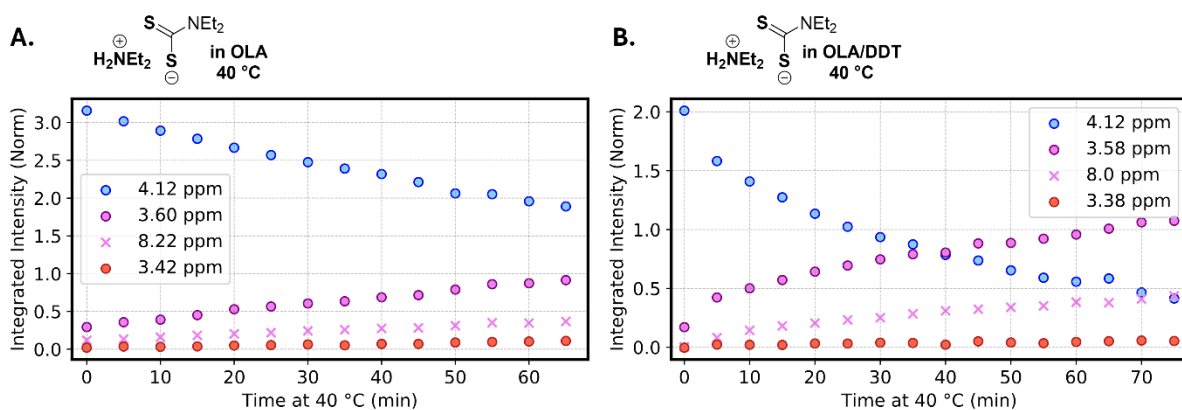 A.
S
NEt2
⊕
H2NEt2
S
⊖
in OLA
40 °C
Integrated Intensity (Norm)
3.0
2.5
2.0
1.5
1.0
0.5
0.0
4.12 ppm
3.60 ppm
8.22 ppm
3.42 ppm
0 10 20 30 40 50 60
Time at 40 °C (min)
B.
S
NEt2
⊕
H2NEt2
S
⊖
in OLA/DDT
40 °C
Integrated Intensity (Norm)
2.0
1.5
1.0
0.5
0.0
4.12 ppm
3.58 ppm
8.0 ppm
3.38 ppm
0 10 20 30 40 50 60 70
Time at 40 °C (min)